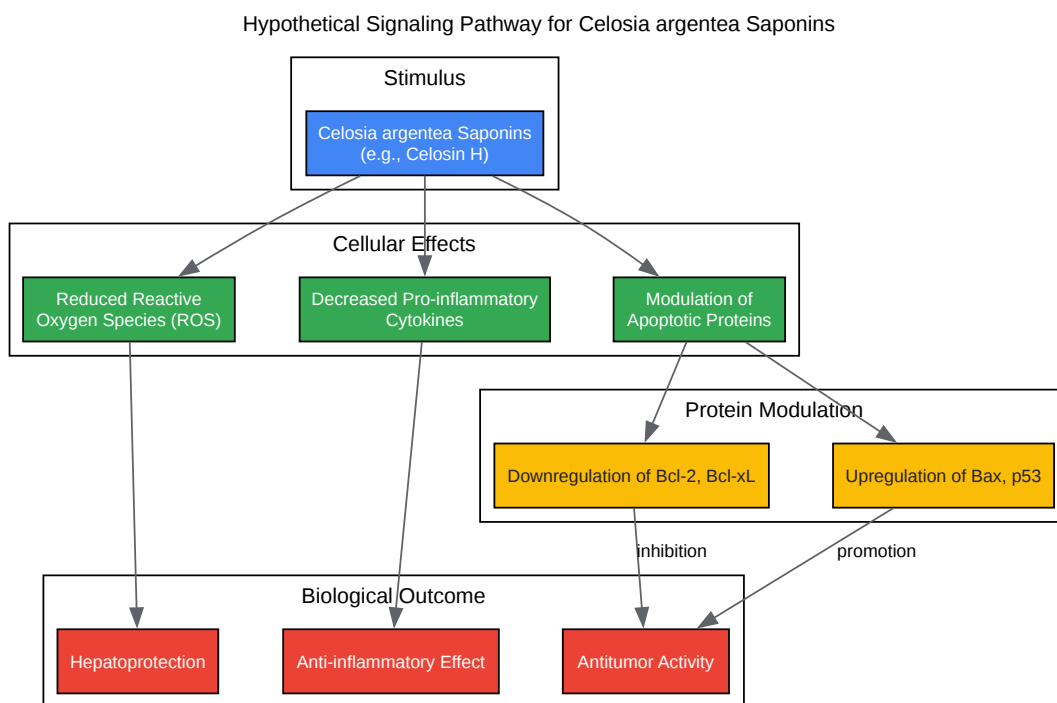 Hypothetical Signaling Pathway for Celosia argentea Saponins
Stimulus
Celosia argentea Saponins
(e.g., Celosin H)
Cellular Effects
Reduced Reactive
Oxygen Species (ROS)
Decreased Pro-inflammatory
Cytokines
Modulation of
Apoptotic Proteins
Protein Modulation
Downregulation of Bcl-2, Bcl-xL
Upregulation of Bax, p53
inhibition
promotion
Biological Outcome
Hepatoprotection
Anti-inflammatory Effect
Antitumor Activity